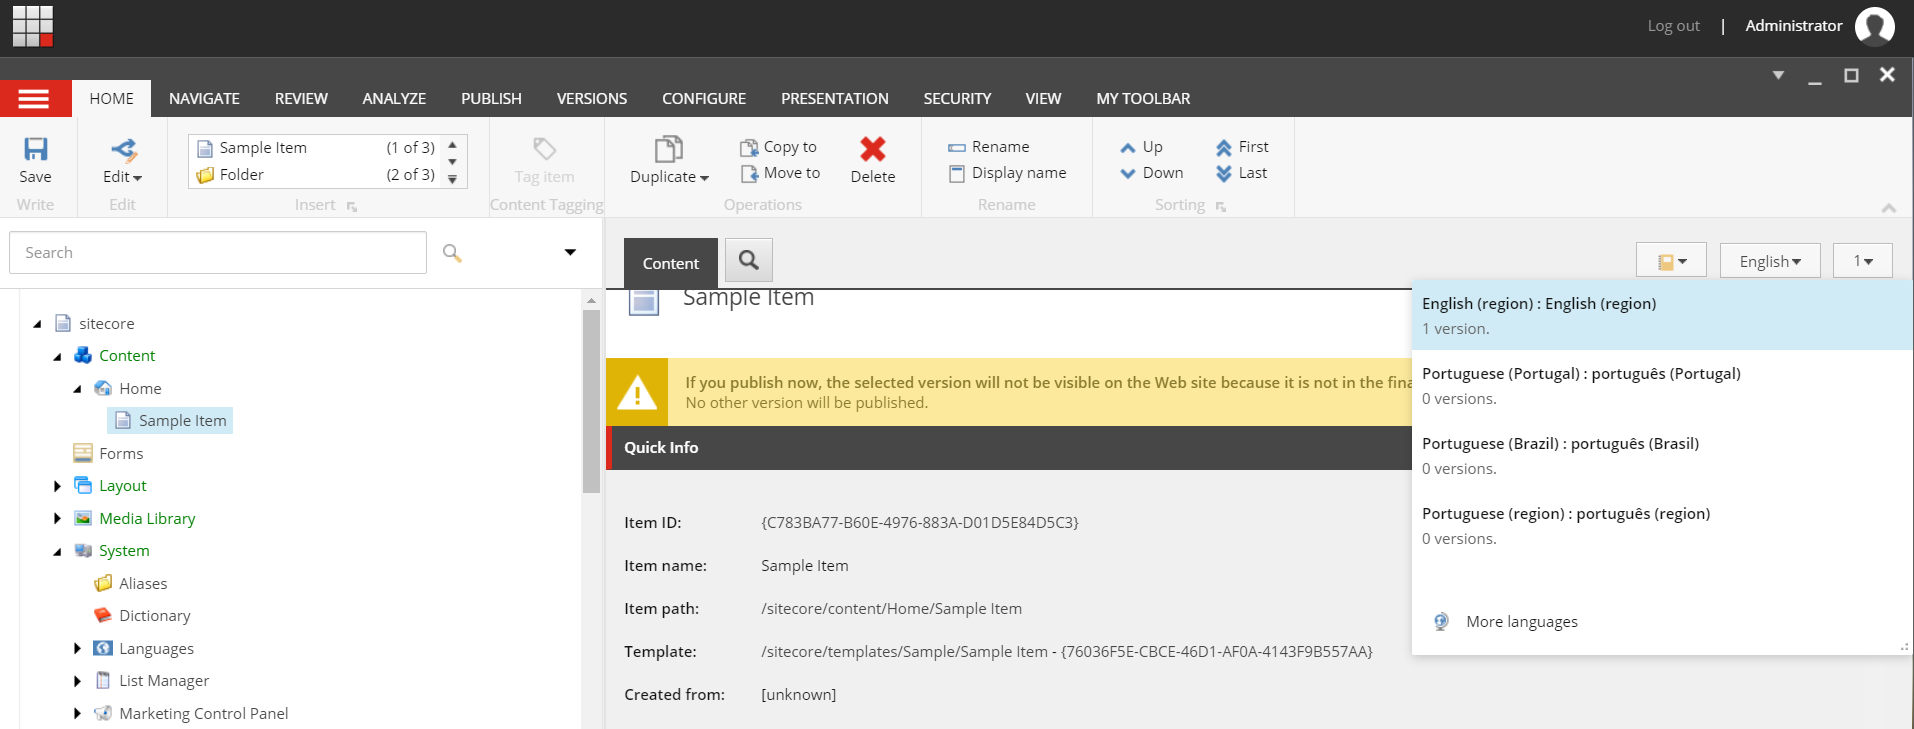 Log out | Administrator
HOME NAVIGATE REVIEW ANALYZE PUBLISH VERSIONS CONFIGURE PRESENTATION SECURITY VIEW MY TOOLBAR
Save
Write
Edit
Edit
Sample Item (1 of 3)
Folder (2 of 3)
Insert
Tag item
Content Tagging
Duplicate
Copy to
Move to
Delete
Operations
Rename
Display name
Rename
Up
Down
First
Last
Sorting
Search
sitecore
Content
Home
Sample Item
Forms
Layout
Media Library
System
Aliases
Dictionary
Languages
List Manager
Marketing Control Panel
Content
English
1
Sample Item
If you publish now, the selected version will not be visible on the Web site because it is not in the fina
No other version will be published.
Quick Info
Item ID: {C783BA77-B60E-4976-883A-D01D5E84D5C3}
Item name: Sample Item
Item path: /sitecore/content/Home/Sample Item
Template: /sitecore/templates/Sample/Sample Item - {76036F5E-CBCE-46D1-AF0A-4143F9B557AA}
Created from: [unknown]
English (region) : English (region)
1 version.
Portuguese (Portugal) : português (Portugal)
0 versions.
Portuguese (Brazil) : português (Brasil)
0 versions.
Portuguese (region) : português (region)
0 versions.
More languages